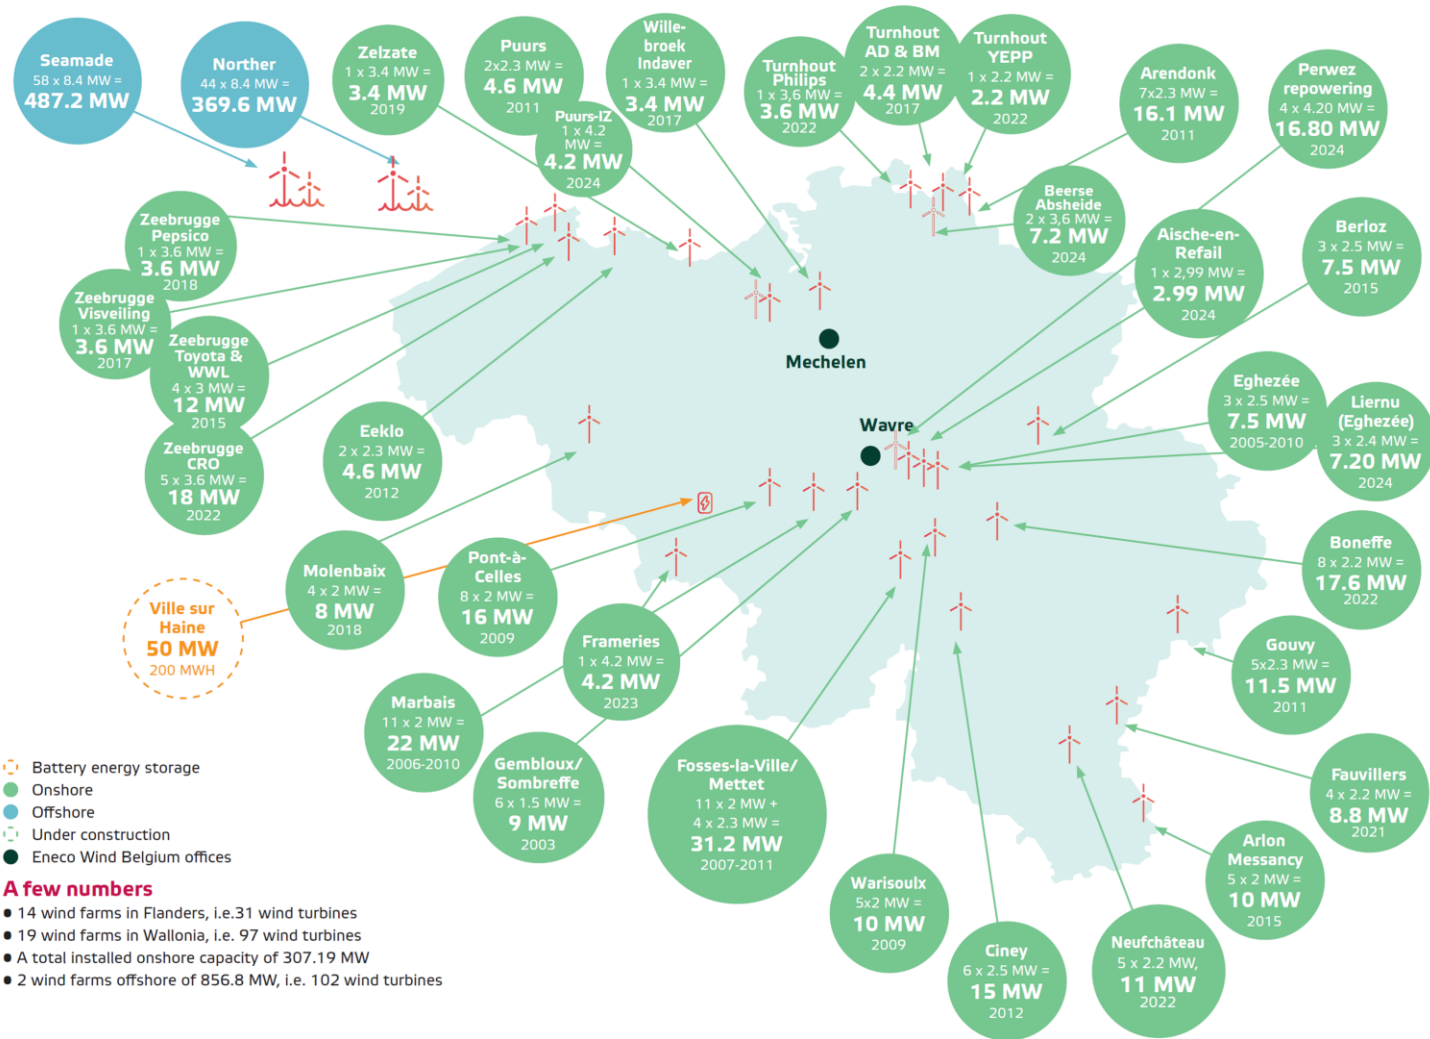 Seamade
58 x 8.4 MW =
487.2 MW
Norther
44 x 8.4 MW =
369.6 MW
Zelzate
1 x 3.4 MW =
3.4 MW
2019
Puurs
2x2.3 MW =
4.6 MW
2011
Puurs-IZ
1 x 4.2
MW =
4.2 MW
2024
Wille-
broek
Indaver
1 x 3.4 MW =
3.4 MW
2017
Turnhout
Philips
1 x 3,6 MW =
3.6 MW
2022
Turnhout
AD & BM
2 x 2.2 MW =
4.4 MW
2017
Turnhout
YEPP
1 x 2.2 MW =
2.2 MW
2022
Arendonk
7x2.3 MW =
16.1 MW
2011
Perwez
repowering
4 x 4.20 MW =
16.80 MW
2024
Beerse
Absheide
2 x 3,6 MW =
7.2 MW
2024
Aische-en-
Refail
1 x 2,99 MW =
2.99 MW
2024
Berloz
3 x 2.5 MW =
7.5 MW
2015
Zeebrugge
Pepsico
1 x 3.6 MW =
3.6 MW
2018
Zeebrugge
Visveiling
1 x 3.6 MW =
3.6 MW
2017
Zeebrugge
Toyota &
WWL
4 x 3 MW =
12 MW
2015
Zeebrugge
CRO
5 x 3.6 MW =
18 MW
2022
Eeklo
2 x 2.3 MW =
4.6 MW
2012
Mechelen
Wavre
Eghezée
3 x 2.5 MW =
7.5 MW
2005-2010
Liernu
(Eghezée)
3 x 2.4 MW =
7.20 MW
2024
Boneffe
8 x 2.2 MW =
17.6 MW
2022
Ville sur
Haine
50 MW
200 MWH
Molenbaix
4 x 2 MW =
8 MW
2018
Pont-à-
Celles
8 x 2 MW =
16 MW
2009
Frameries
1 x 4.2 MW =
4.2 MW
2023
Marbais
11 x 2 MW =
22 MW
2006-2010
Gembloux/
Sombreffe
6 x 1.5 MW =
9 MW
2003
Fosses-la-Ville/
Mettet
11 x 2 MW +
4 x 2.3 MW =
31.2 MW
2007-2011
Warisoulx
5x2 MW =
10 MW
2009
Ciney
6 x 2.5 MW =
15 MW
2012
Neufchâteau
5 x 2.2 MW,
11 MW
2022
Arlon
Messancy
5 x 2 MW =
10 MW
2015
Fauvillers
4 x 2.2 MW =
8.8 MW
2021
Gouvy
5x2.3 MW =
11.5 MW
2011
Battery energy storage
Onshore
Offshore
Under construction
Eneco Wind Belgium offices
A few numbers
• 14 wind farms in Flanders, i.e.31 wind turbines
• 19 wind farms in Wallonia, i.e. 97 wind turbines
• A total installed onshore capacity of 307.19 MW
• 2 wind farms offshore of 856.8 MW, i.e. 102 wind turbines